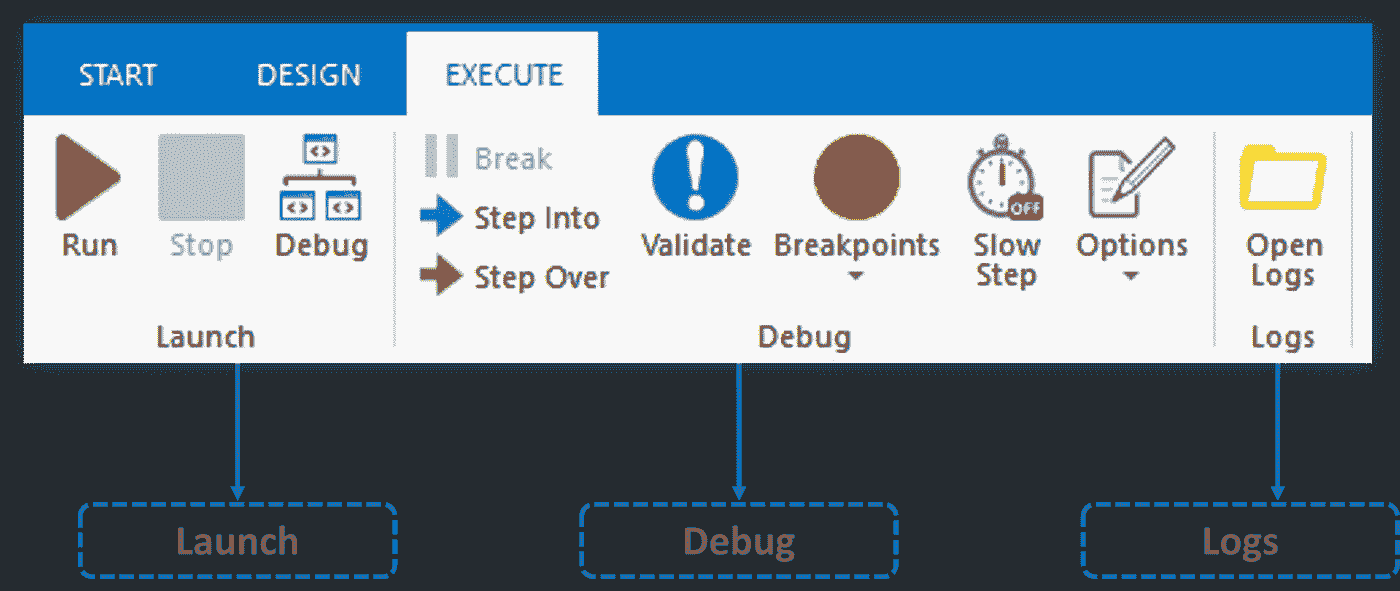 START DESIGN EXECUTE
Run Stop Debug
Break
Step Into
Step Over
Validate Breakpoints Slow Step Options
OFF
Open Logs
Launch Debug Logs
Launch Debug Logs